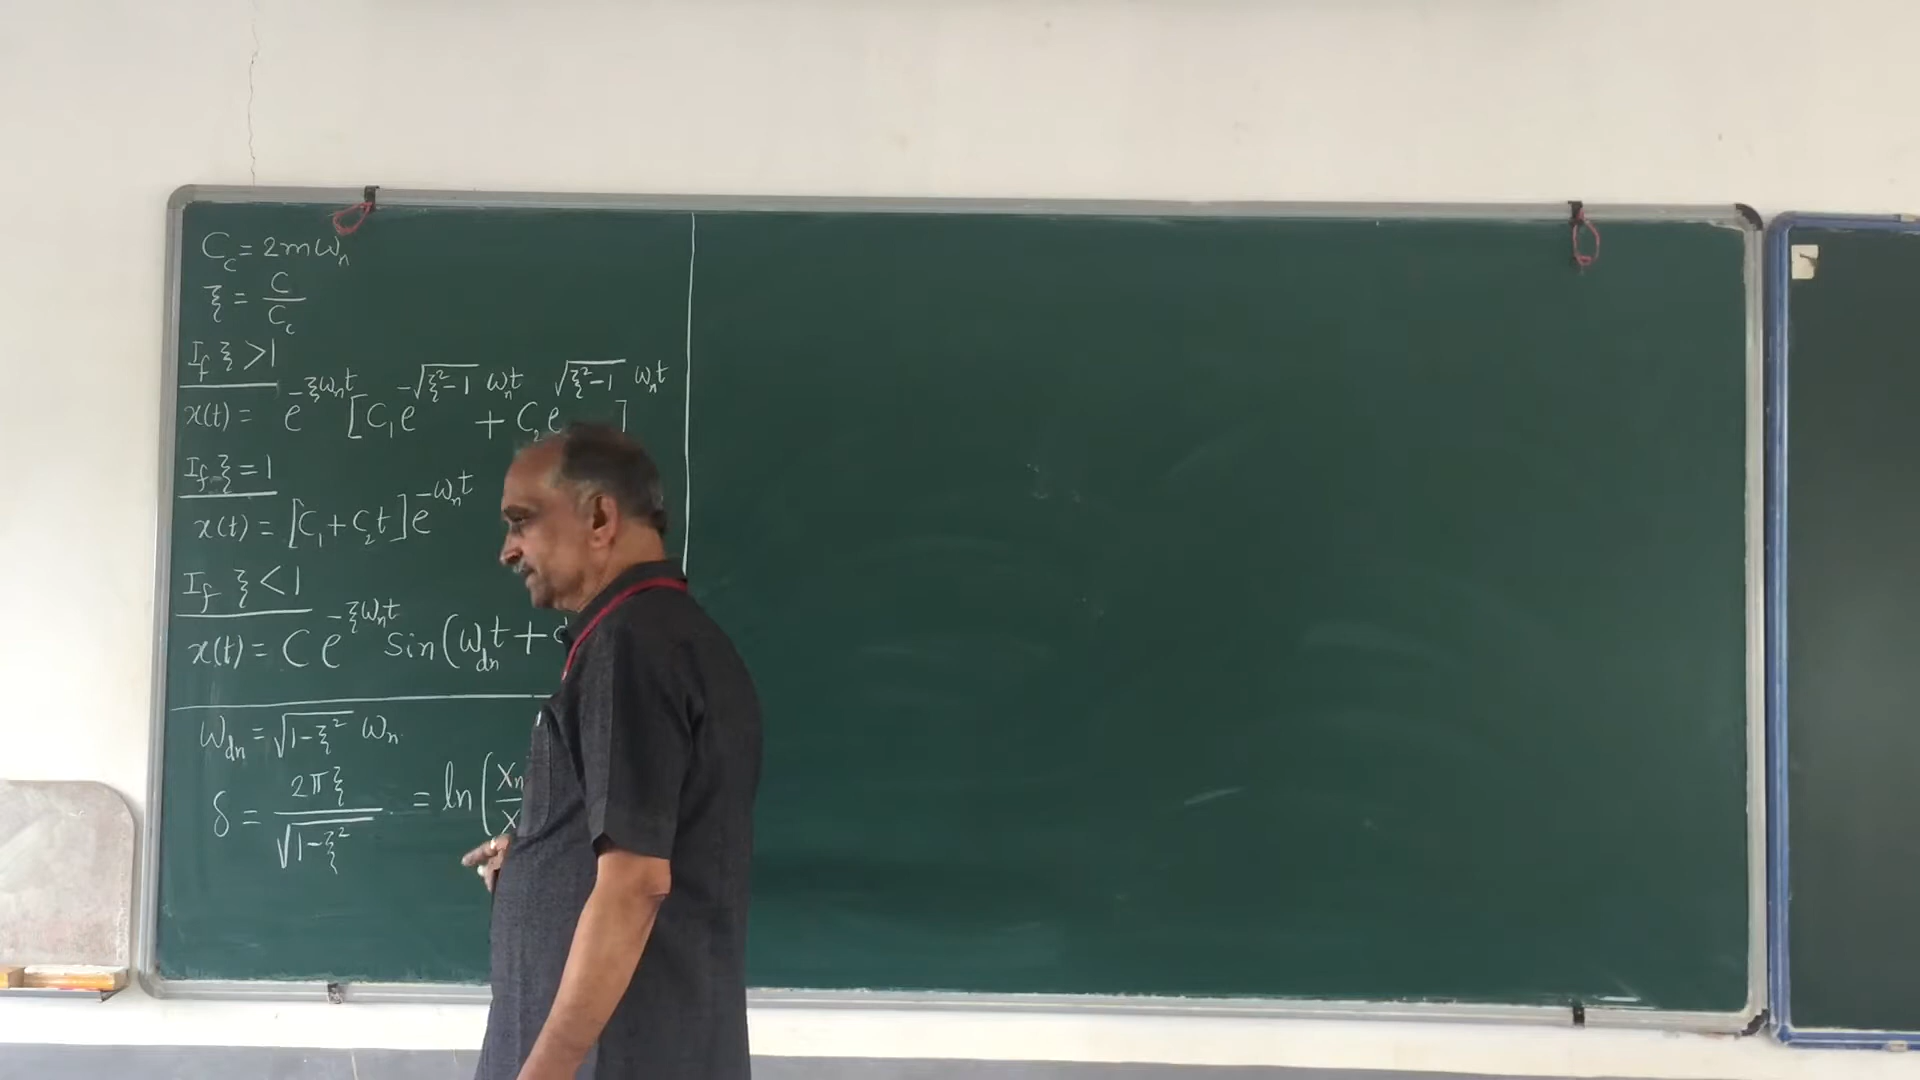 C_c = 2mω_n
ξ = C/C_c
If ξ > 1
x(t) = e^{-ξω_n t} [C_1 e^{-√(ξ²-1) ω_n t} + C_2 e^{√(ξ²-1) ω_n t}]
If ξ = 1
x(t) = [C_1 + C_2 t] e^{-ω_n t}
If ξ < 1
x(t) = C e^{-ξω_n t} Sin(ω_dn t +
ω_dn = √(1-ξ²) ω_n
δ = 2πξ/√(1-ξ²) = ln(x_n/x